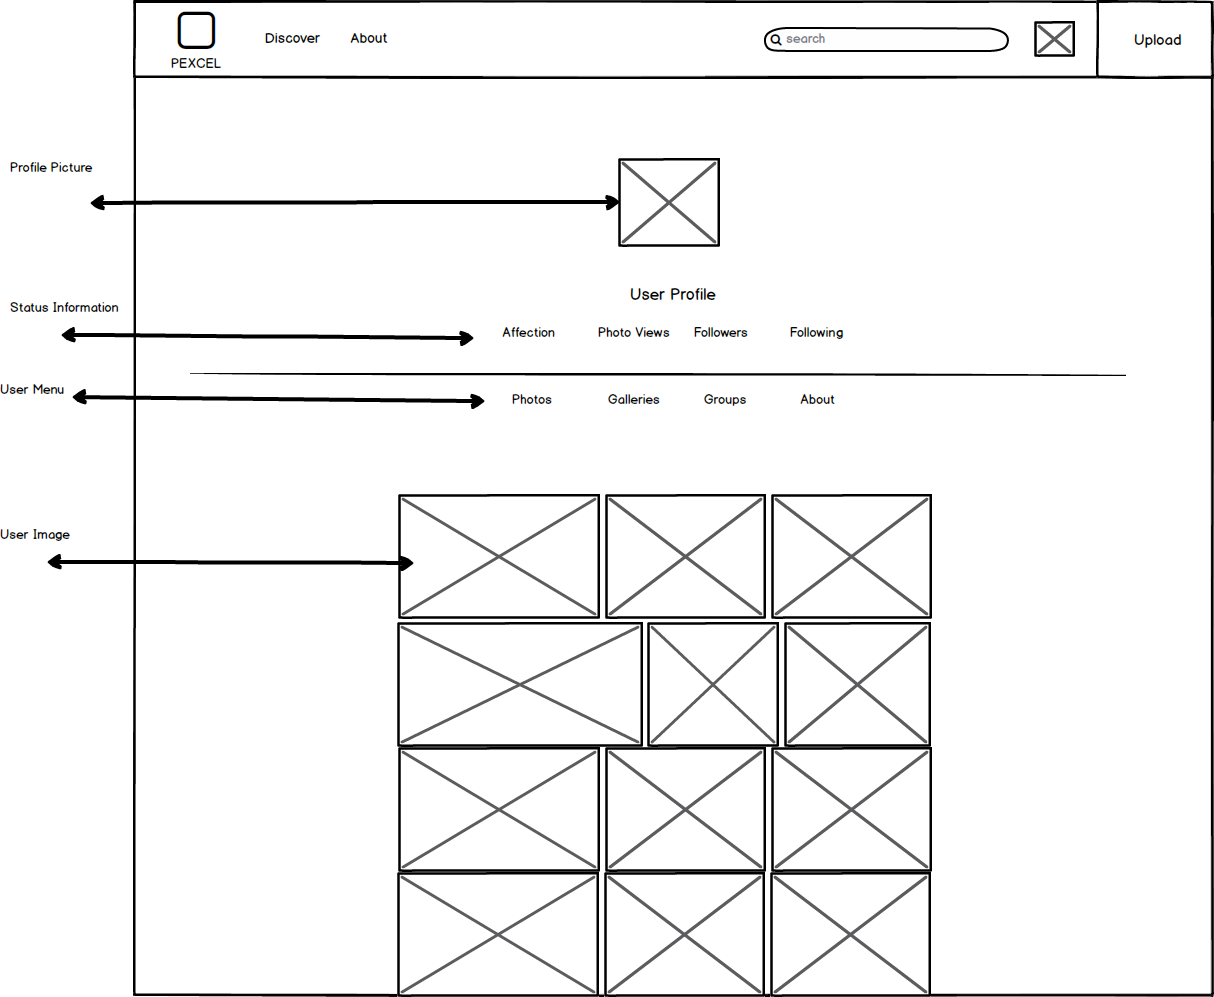 Discover About search Upload
PEXCEL
Profile Picture
User Profile
Status Information
Affection Photo Views Followers Following
User Menu
Photos Galleries Groups About
User Image